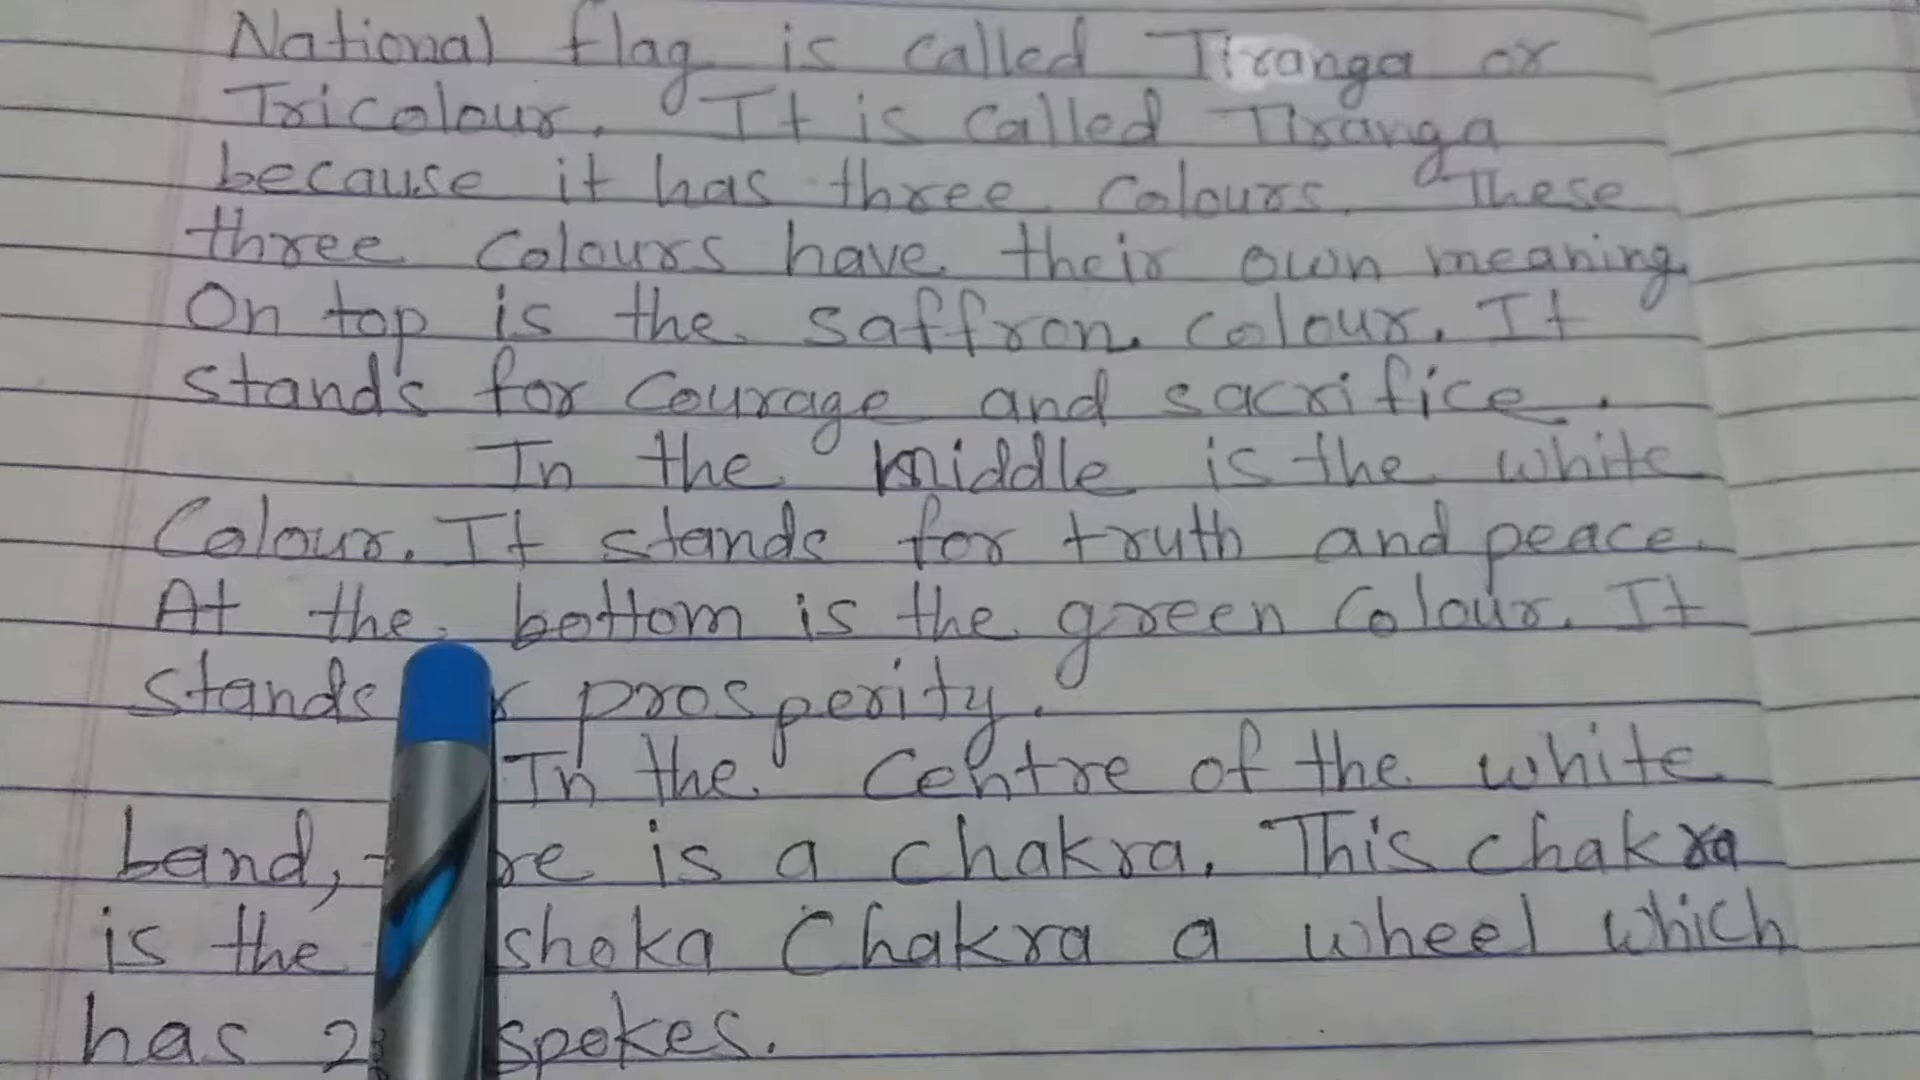 National flag is called Tiranga or
Tricolour. It is called Tiranga
because it has three colours. These
three colours have their own meaning.
On top is the saffron colour. It
stands for courage and sacrifice.
In the middle is the white
Colour. It stands for truth and peace.
At the bottom is the green colour. It
stands prosperity.
In the centre of the white
band, is a chakra. This chakra
is the shoka Chakra a wheel which
has spokes.